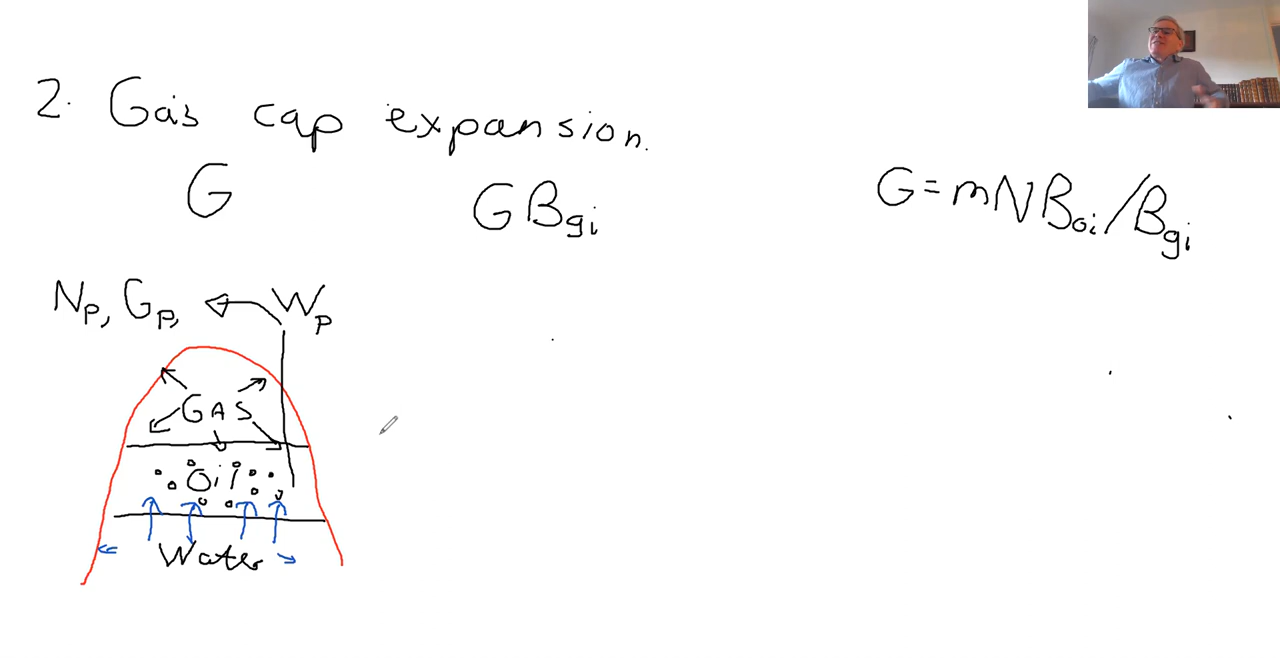 2. Gas cap expansion.
G GBgi G=mNBoi/Bgi
Np, Gp, Wp
GAS
Oil
Water